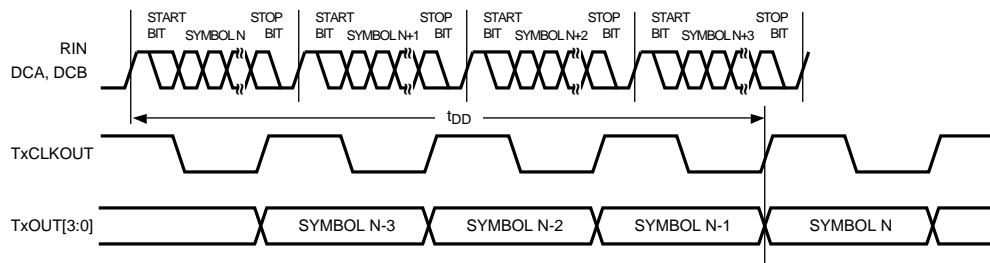 START STOP START STOP START STOP START STOP
BIT SYMBOL N BIT BIT SYMBOL N+1 BIT BIT SYMBOL N+2 BIT BIT SYMBOL N+3 BIT
RIN
DCA, DCB
tDD
TxCLKOUT
TxOUT[3:0] SYMBOL N-3 SYMBOL N-2 SYMBOL N-1 SYMBOL N